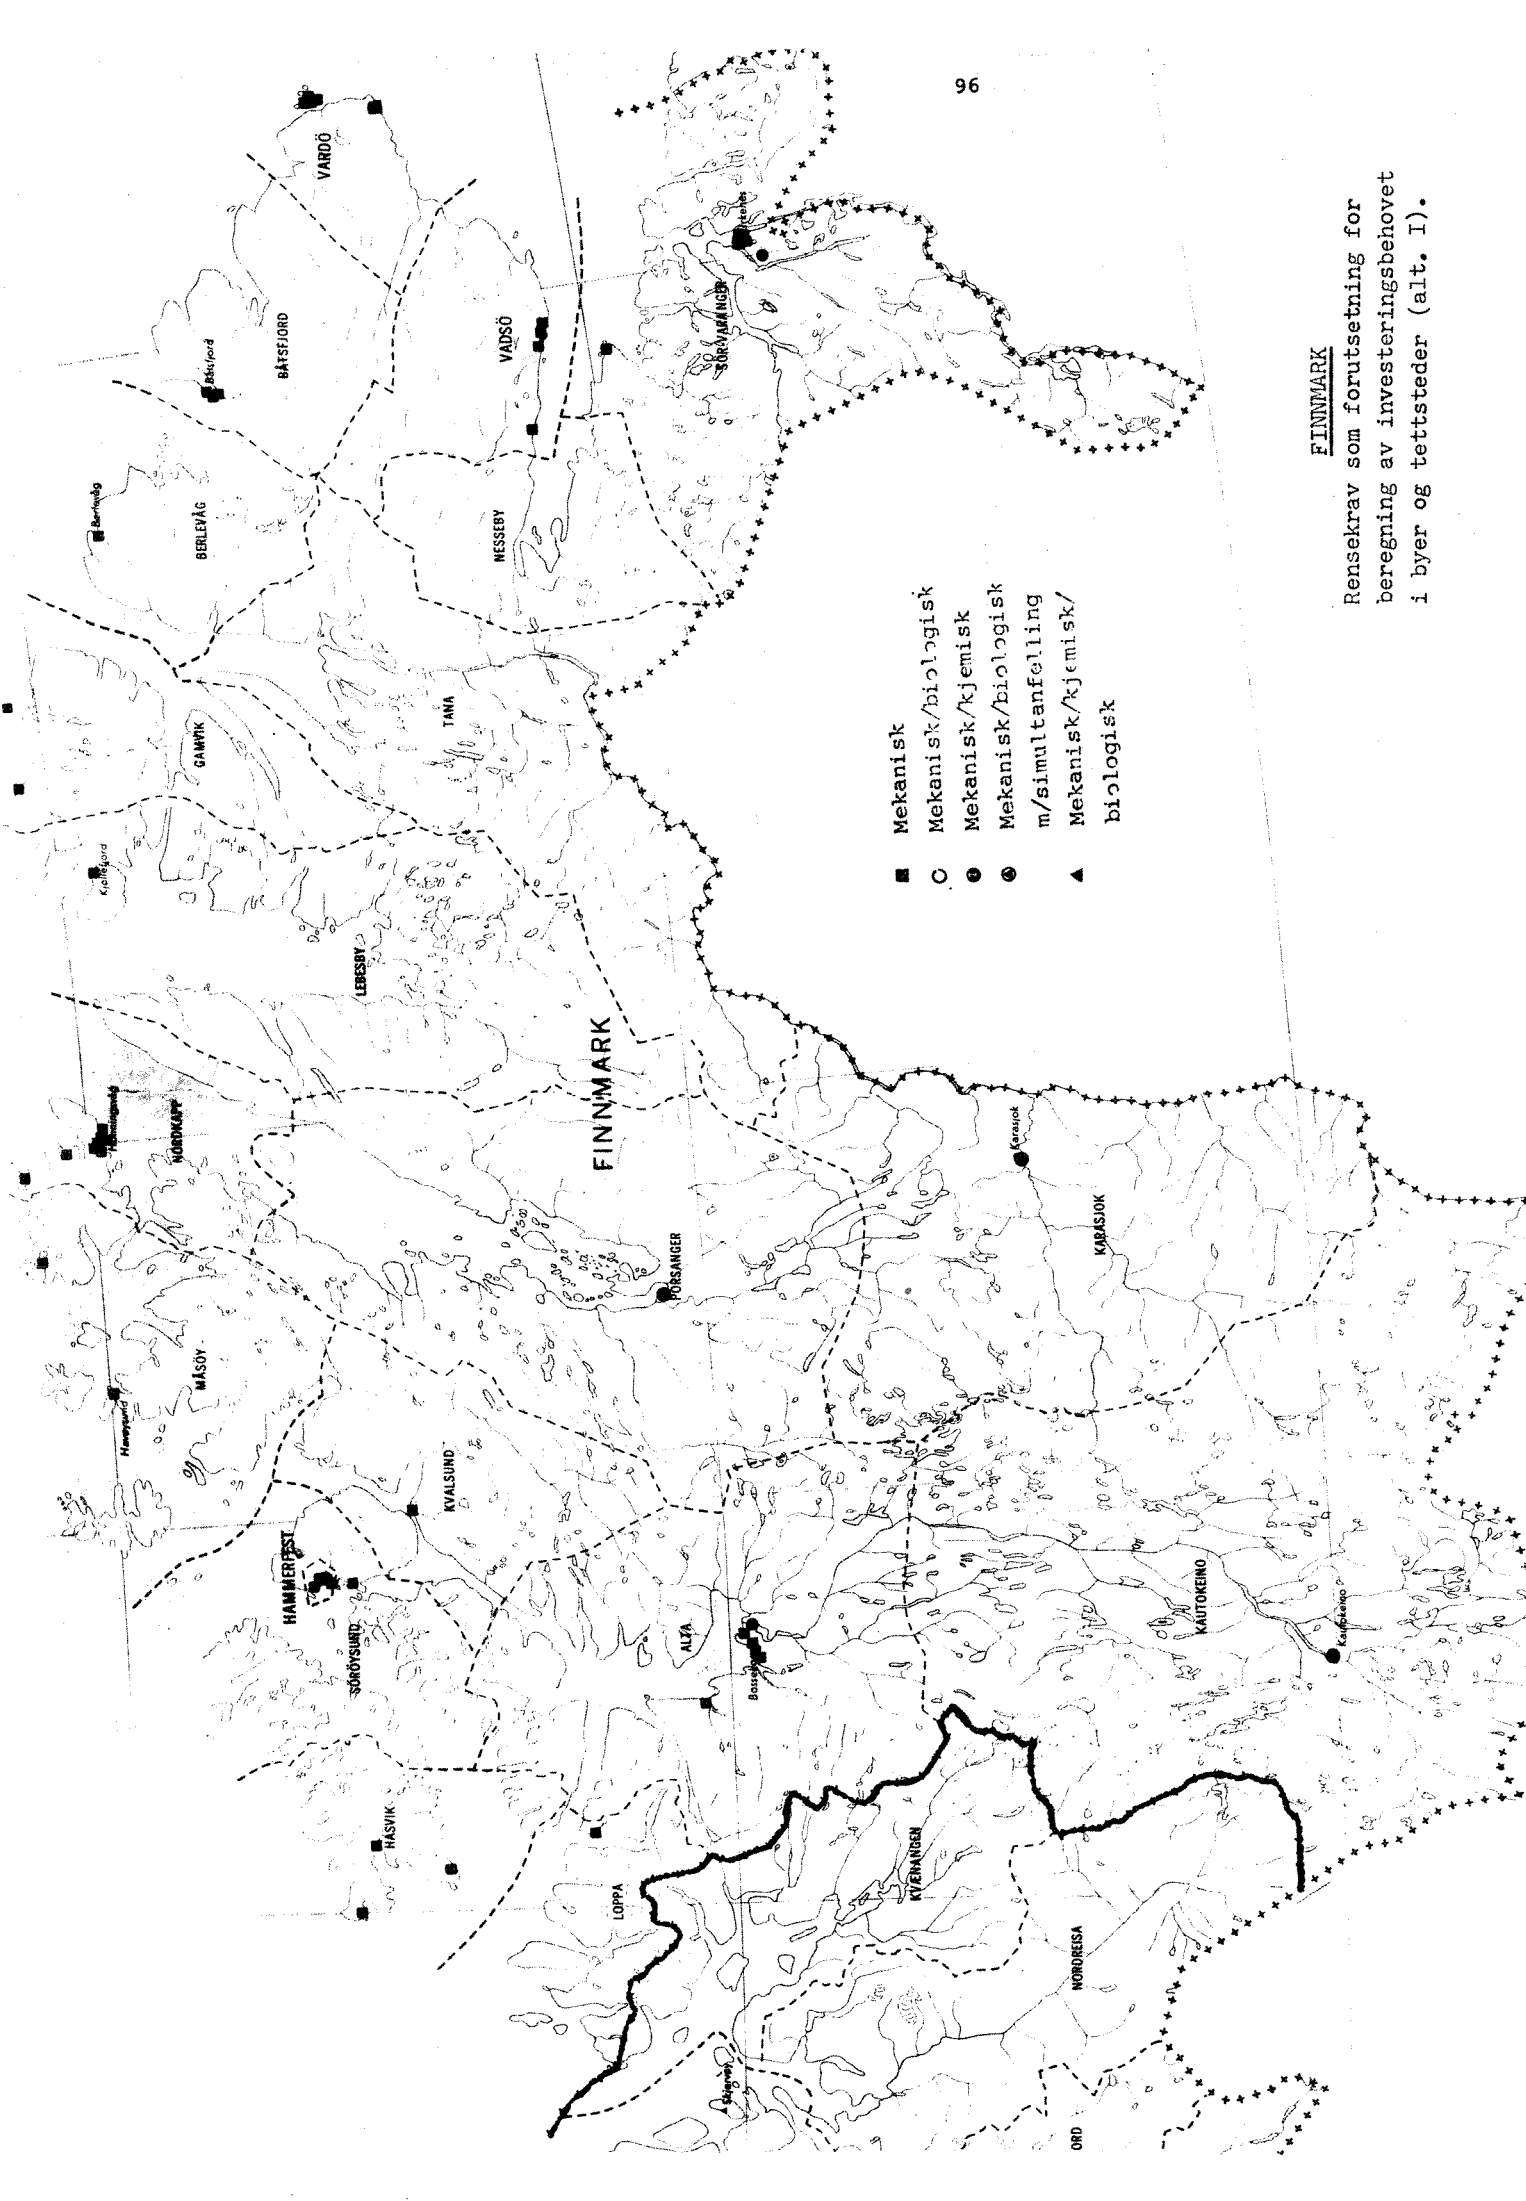 96
FINNMARK
Rensekrav som forutsetning for
beregning av investeringsbehovet
i byer og tettsteder (alt. I).
Mekanisk
Mekanisk/biologisk
Mekanisk/kjemisk
Mekanisk/biologisk
m/simultanfelling
Mekanisk/kjemisk/
biologisk
VARDÖ
Båtsfjord
BÅTSFJORD
VADSÖ
SÖR-VARANGER
Berlevåg
BERLEVÅG
NESSEBY
GAMVIK
TANA
Kjøllefjord
LEBESBY
FINNMARK
NORDKAPP
Karasjok
KARASJOK
PORSANGER
Havøysund
MÅSÖY
KVALSUND
HAMMERFEST
SÖRÖYSUND
ALTA
KAUTOKEINO
Kautokeino
HASVIK
LOPPA
KVÆNANGEN
NORDREISA
Skjervøy
ORD